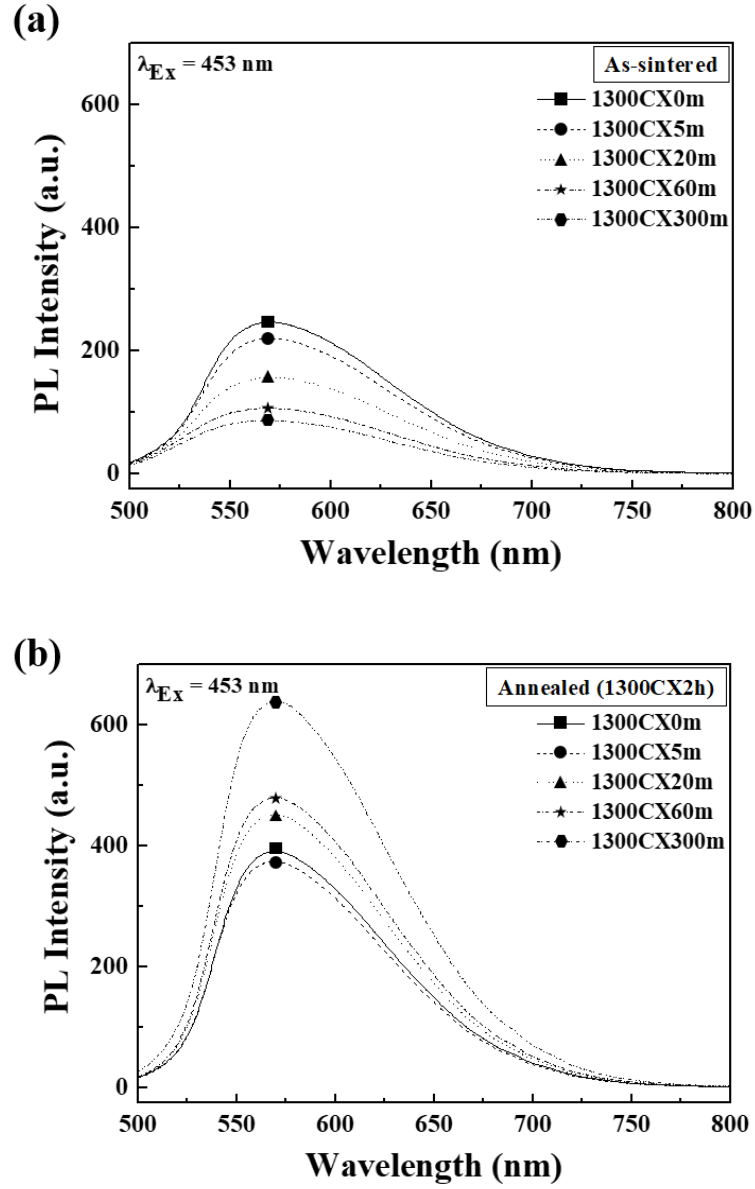 (a)
λEx = 453 nm
As-sintered
1300CX0m
1300CX5m
1300CX20m
1300CX60m
1300CX300m
PL Intensity (a.u.)
600
400
200
0
500 550 600 650 700 750 800
Wavelength (nm)
(b)
λEx = 453 nm
Annealed (1300CX2h)
1300CX0m
1300CX5m
1300CX20m
1300CX60m
1300CX300m
PL Intensity (a.u.)
600
400
200
0
500 550 600 650 700 750 800
Wavelength (nm)